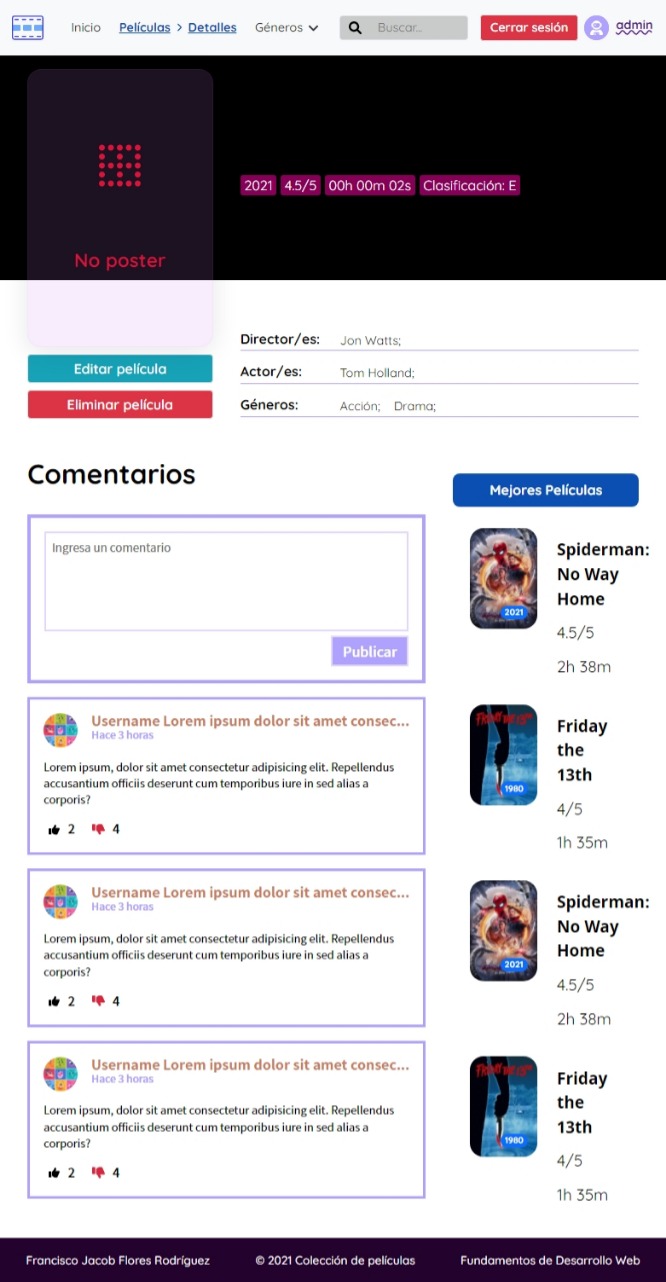 Inicio Películas > Detalles Géneros Buscar... Cerrar sesión admin
No poster
2021 4.5/5 00h 00m 02s Clasificación: E
Director/es: Jon Watts;
Actor/es: Tom Holland;
Géneros: Acción; Drama;
Editar película
Eliminar película
Comentarios
Ingresa un comentario
Publicar
Username Lorem ipsum dolor sit amet consec...
Hace 3 horas
Lorem ipsum, dolor sit amet consectetur adipisicing elit. Repellendus
accusantium officiis deserunt cum temporibus iure in sed alias a
corporis?
2 4
Username Lorem ipsum dolor sit amet consec...
Hace 3 horas
Lorem ipsum, dolor sit amet consectetur adipisicing elit. Repellendus
accusantium officiis deserunt cum temporibus iure in sed alias a
corporis?
2 4
Username Lorem ipsum dolor sit amet consec...
Hace 3 horas
Lorem ipsum, dolor sit amet consectetur adipisicing elit. Repellendus
accusantium officiis deserunt cum temporibus iure in sed alias a
corporis?
2 4
Mejores Películas
2021
Spiderman:
No Way
Home
4.5/5
2h 38m
1980
Friday
the
13th
4/5
1h 35m
2021
Spiderman:
No Way
Home
4.5/5
2h 38m
1980
Friday
the
13th
4/5
1h 35m
Francisco Jacob Flores Rodríguez © 2021 Colección de películas Fundamentos de Desarrollo Web